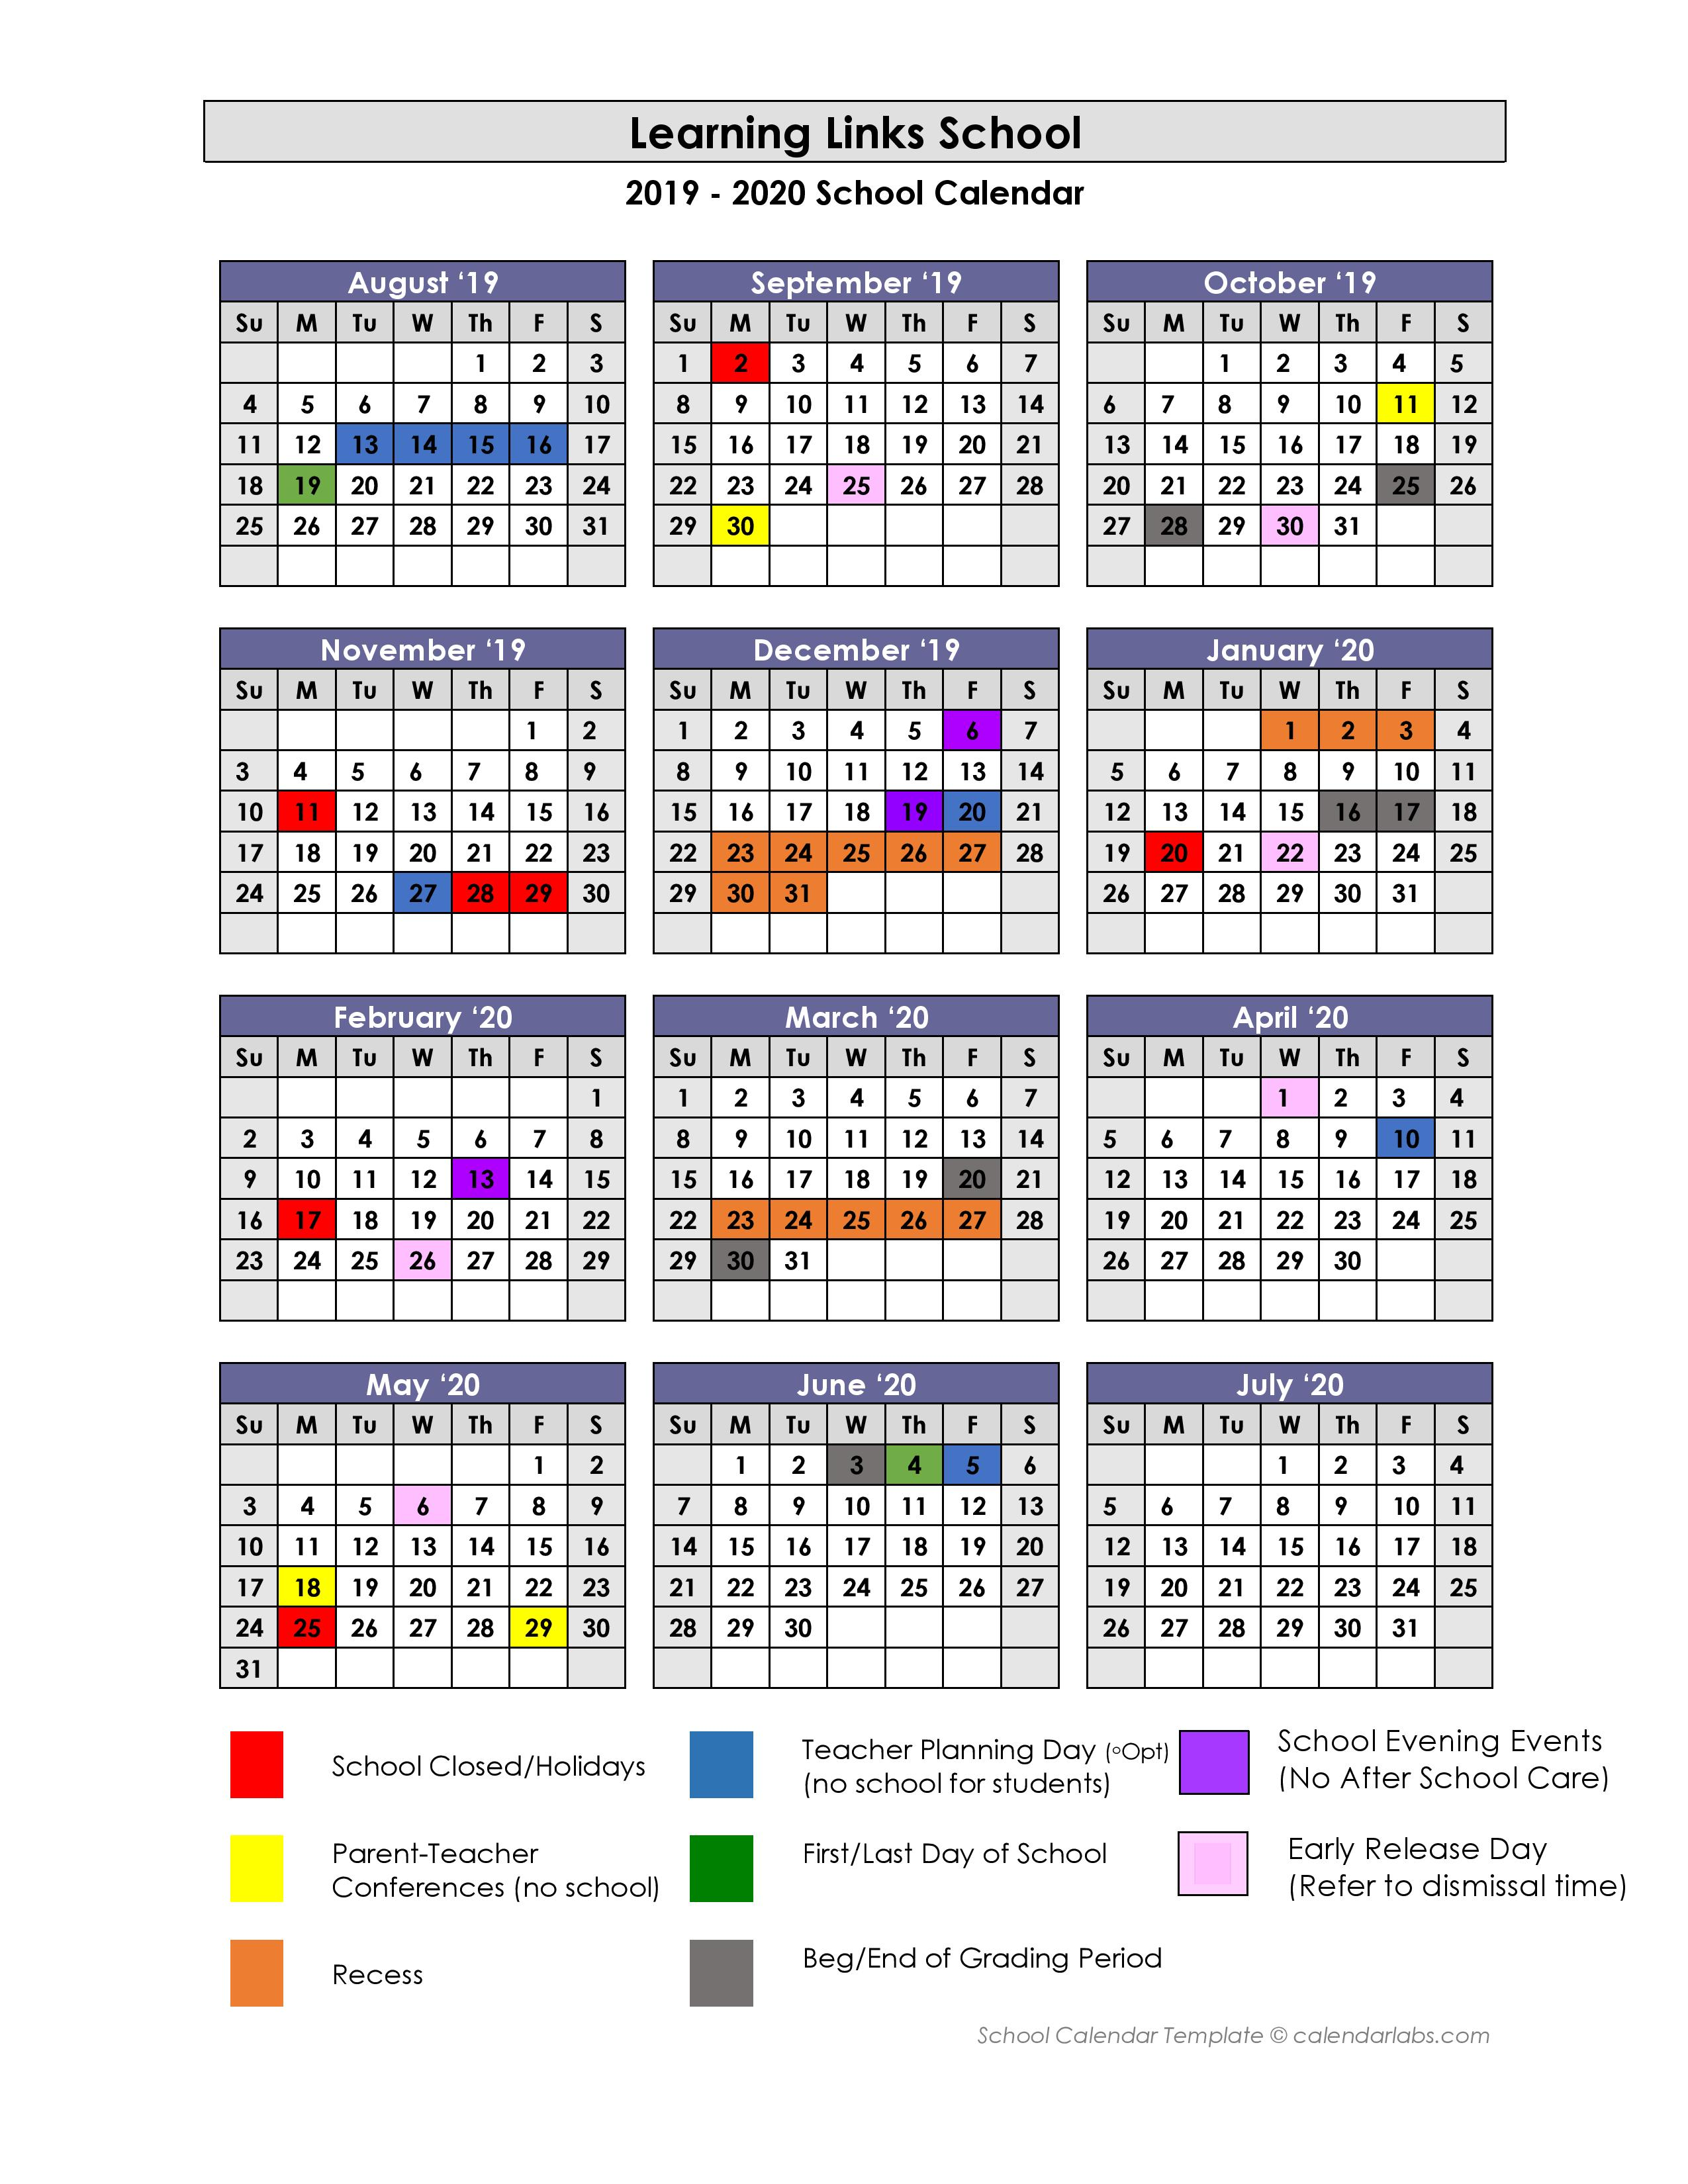 Learning Links School
2019 - 2020 School Calendar
August ‘19
Su M Tu W Th F S
1 2 3
4 5 6 7 8 9 10
11 12 13 14 15 16 17
18 19 20 21 22 23 24
25 26 27 28 29 30 31
September ‘19
Su M Tu W Th F S
1 2 3 4 5 6 7
8 9 10 11 12 13 14
15 16 17 18 19 20 21
22 23 24 25 26 27 28
29 30
October ‘19
Su M Tu W Th F S
1 2 3 4 5
6 7 8 9 10 11 12
13 14 15 16 17 18 19
20 21 22 23 24 25 26
27 28 29 30 31
November ‘19
Su M Tu W Th F S
1 2
3 4 5 6 7 8 9
10 11 12 13 14 15 16
17 18 19 20 21 22 23
24 25 26 27 28 29 30
December ‘19
Su M Tu W Th F S
1 2 3 4 5 6 7
8 9 10 11 12 13 14
15 16 17 18 19 20 21
22 23 24 25 26 27 28
29 30 31
January ‘20
Su M Tu W Th F S
1 2 3 4
5 6 7 8 9 10 11
12 13 14 15 16 17 18
19 20 21 22 23 24 25
26 27 28 29 30 31
February ‘20
Su M Tu W Th F S
1
2 3 4 5 6 7 8
9 10 11 12 13 14 15
16 17 18 19 20 21 22
23 24 25 26 27 28 29
March ‘20
Su M Tu W Th F S
1 2 3 4 5 6 7
8 9 10 11 12 13 14
15 16 17 18 19 20 21
22 23 24 25 26 27 28
29 30 31
April ‘20
Su M Tu W Th F S
1 2 3 4
5 6 7 8 9 10 11
12 13 14 15 16 17 18
19 20 21 22 23 24 25
26 27 28 29 30
May ‘20
Su M Tu W Th F S
1 2
3 4 5 6 7 8 9
10 11 12 13 14 15 16
17 18 19 20 21 22 23
24 25 26 27 28 29 30
31
June ‘20
Su M Tu W Th F S
1 2 3 4 5 6
7 8 9 10 11 12 13
14 15 16 17 18 19 20
21 22 23 24 25 26 27
28 29 30
July ‘20
Su M Tu W Th F S
1 2 3 4
5 6 7 8 9 10 11
12 13 14 15 16 17 18
19 20 21 22 23 24 25
26 27 28 29 30 31
School Closed/Holidays
Teacher Planning Day (◦Opt)
(no school for students)
School Evening Events
(No After School Care)
Parent-Teacher
Conferences (no school)
First/Last Day of School
Early Release Day
(Refer to dismissal time)
Recess
Beg/End of Grading Period
School Calendar Template © calendarlabs.com